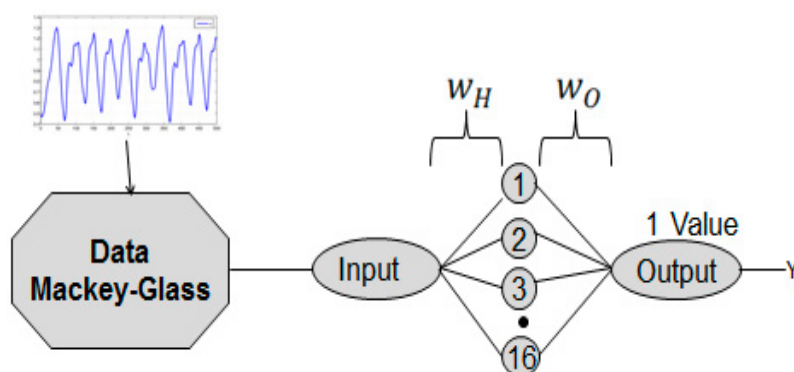 w_H w_O
1
Data
Mackey-Glass
Input
2
3
16
1 Value
Output
Y